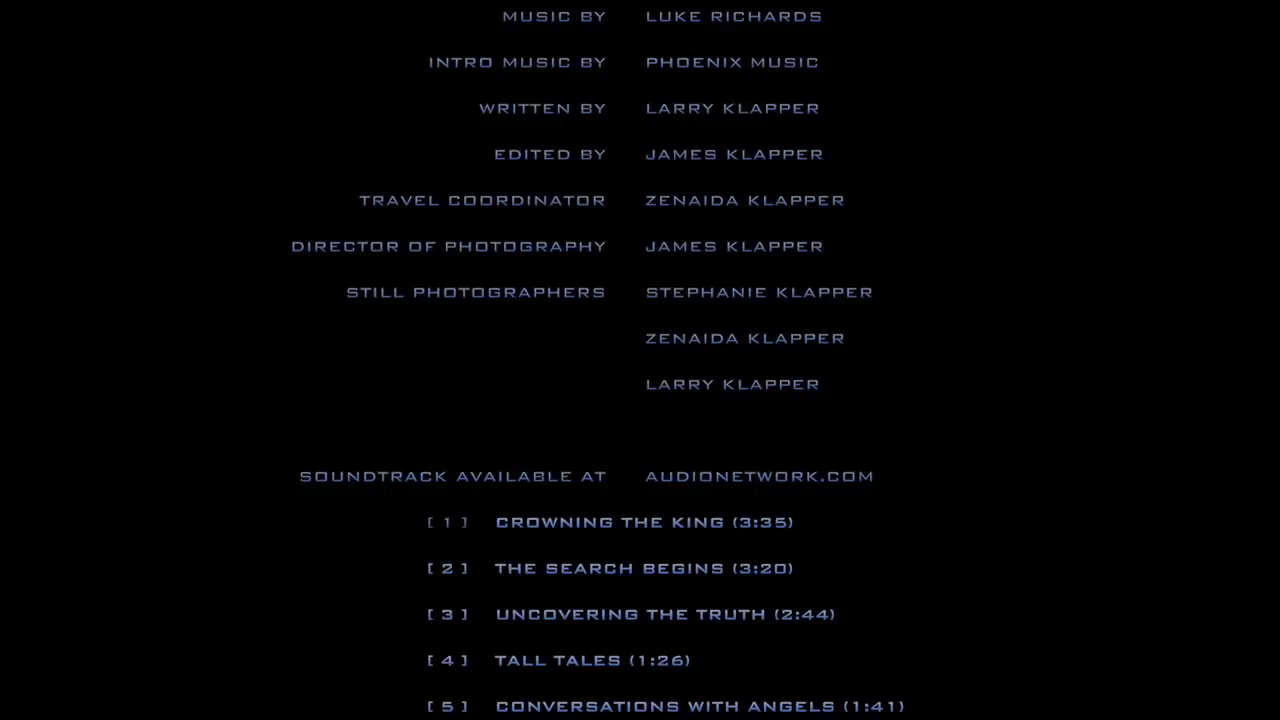 MUSIC BY LUKE RICHARDS
INTRO MUSIC BY PHOENIX MUSIC
WRITTEN BY LARRY KLAPPER
EDITED BY JAMES KLAPPER
TRAVEL COORDINATOR ZENAIDA KLAPPER
DIRECTOR OF PHOTOGRAPHY JAMES KLAPPER
STILL PHOTOGRAPHERS STEPHANIE KLAPPER
ZENAIDA KLAPPER
LARRY KLAPPER
SOUNDTRACK AVAILABLE AT AUDIONETWORK.COM
[ 1 ] CROWNING THE KING (3:35)
[ 2 ] THE SEARCH BEGINS (3:20)
[ 3 ] UNCOVERING THE TRUTH (2:44)
[ 4 ] TALL TALES (1:26)
[ 5 ] CONVERSATIONS WITH ANGELS (1:41)